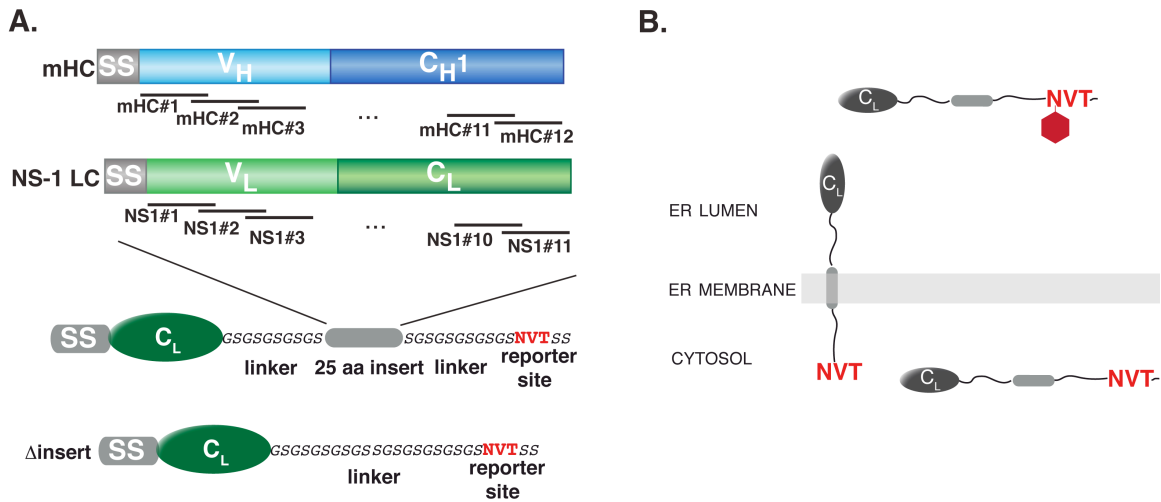 A.
mHC SS VH CH1
mHC#1
mHC#2
mHC#3
...
mHC#11
mHC#12
NS-1 LC SS VL CL
NS1#1
NS1#2
NS1#3
...
NS1#10
NS1#11
SS CL GSGSGSGSGS SGSGSGSGSGSNVTSS
linker 25 aa insert linker reporter
site
Δinsert SS CL GSGSGSGSGSSGSGSGSGSGSNVTSS
linker reporter
site
B.
CL NVT
CL
ER LUMEN
ER MEMBRANE
CYTOSOL
NVT
CL NVT